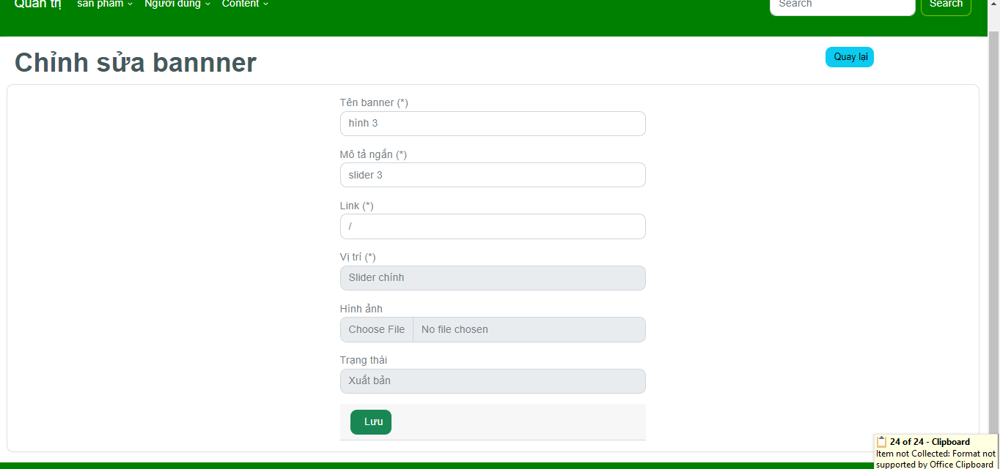 Quản trị sản phẩm Người dùng Content Search Search
Chỉnh sửa bannner
Quay lại
Tên banner (*)
hình 3
Mô tả ngắn (*)
slider 3
Link (*)
/
Vị trí (*)
Slider chính
Hình ảnh
Choose File No file chosen
Trạng thái
Xuất bản
Lưu
24 of 24 - Clipboard
Item not Collected: Format not
supported by Office Clipboard